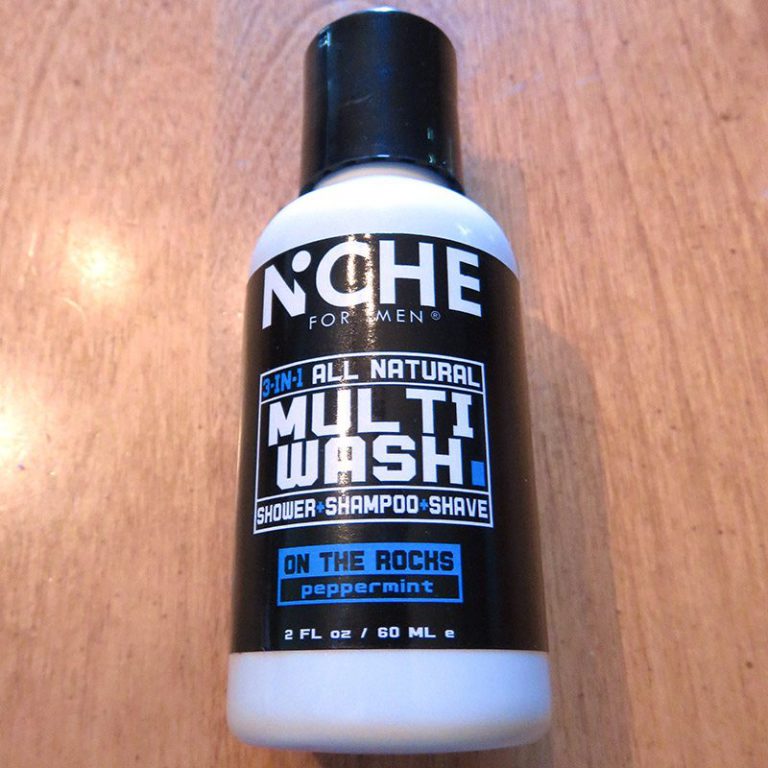 NICHE
FOR MEN®
3-IN-1 ALL NATURAL
MULTI
WASH.
SHOWER+SHAMPOO+SHAVE
ON THE ROCKS
peppermint
2 FL oz / 60 ML e